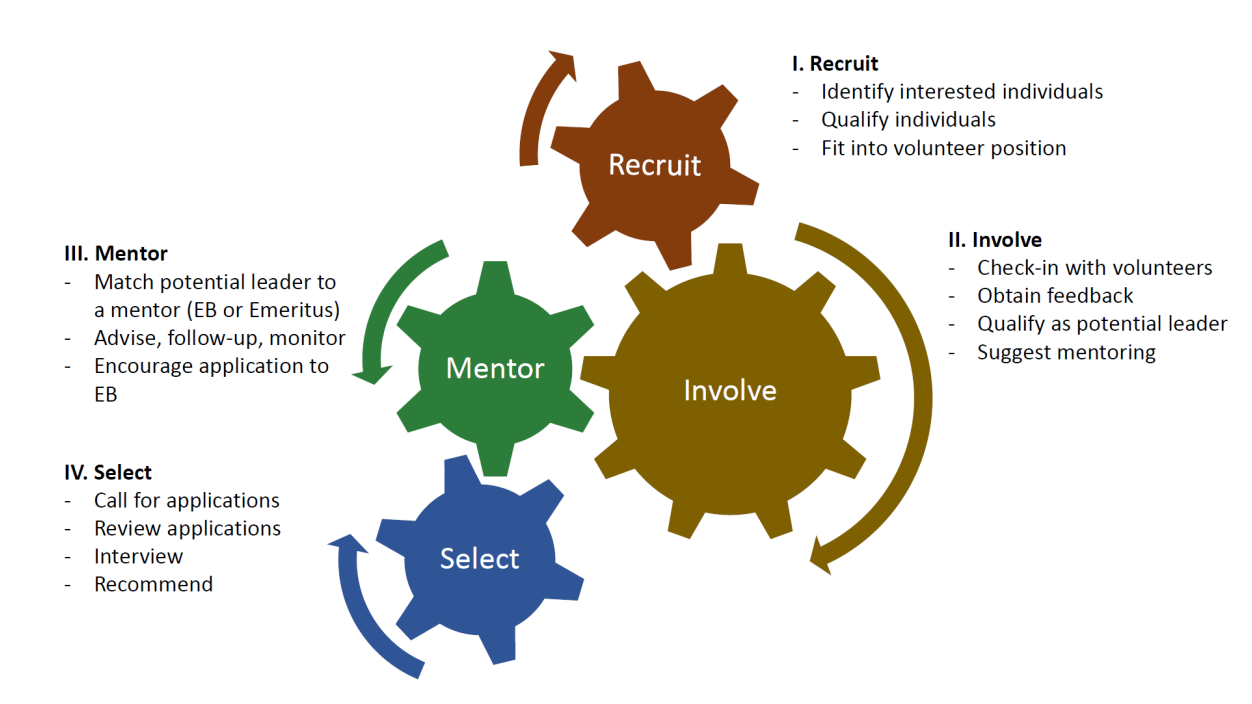 Recruit
I. Recruit
- Identify interested individuals
- Qualify individuals
- Fit into volunteer position
Involve
II. Involve
- Check-in with volunteers
- Obtain feedback
- Qualify as potential leader
- Suggest mentoring
Mentor
III. Mentor
- Match potential leader to
a mentor (EB or Emeritus)
- Advise, follow-up, monitor
- Encourage application to
EB
Select
IV. Select
- Call for applications
- Review applications
- Interview
- Recommend